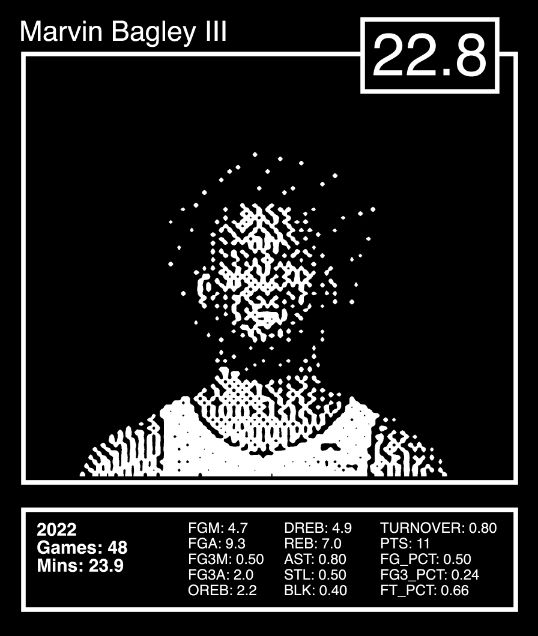 Marvin Bagley III
22.8
2022
Games: 48
Mins: 23.9
FGM: 4.7
FGA: 9.3
FG3M: 0.50
FG3A: 2.0
OREB: 2.2
DREB: 4.9
REB: 7.0
AST: 0.80
STL: 0.50
BLK: 0.40
TURNOVER: 0.80
PTS: 11
FG_PCT: 0.50
FG3_PCT: 0.24
FT_PCT: 0.66